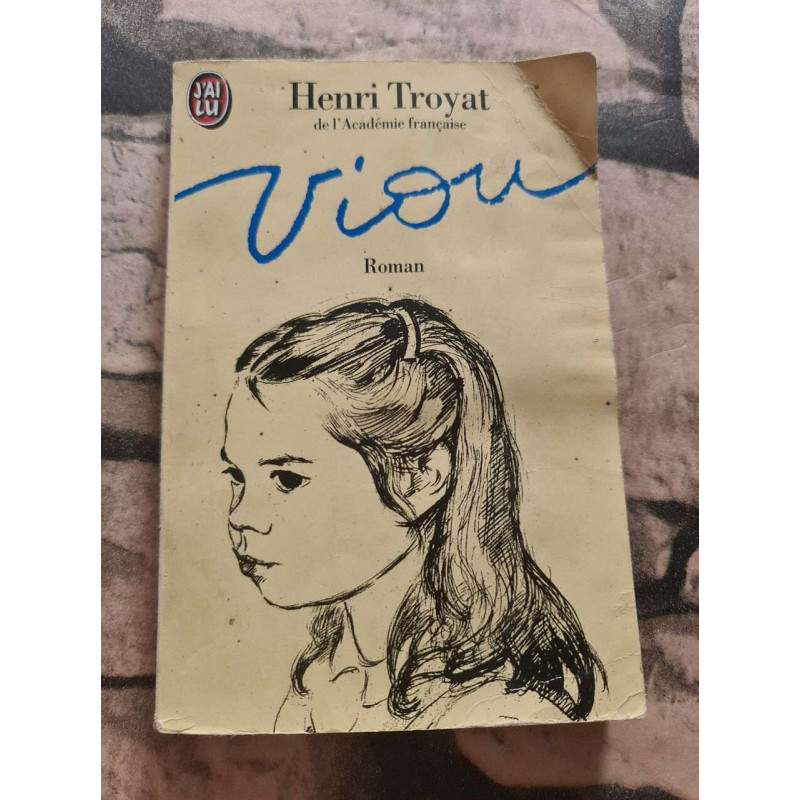 J'AI
LU
Henri Troyat
de l'Académie française
Viou
Roman